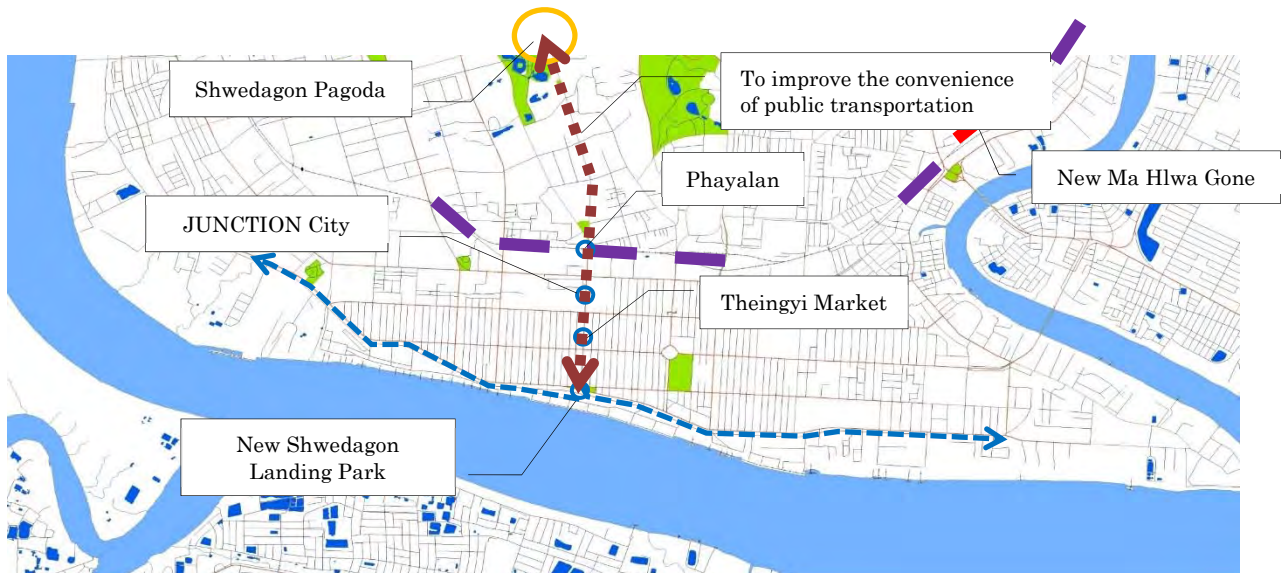 Shwedagon Pagoda
To improve the convenience
of public transportation
Phayalan
New Ma Hlwa Gone
JUNCTION City
Theingyi Market
New Shwedagon
Landing Park